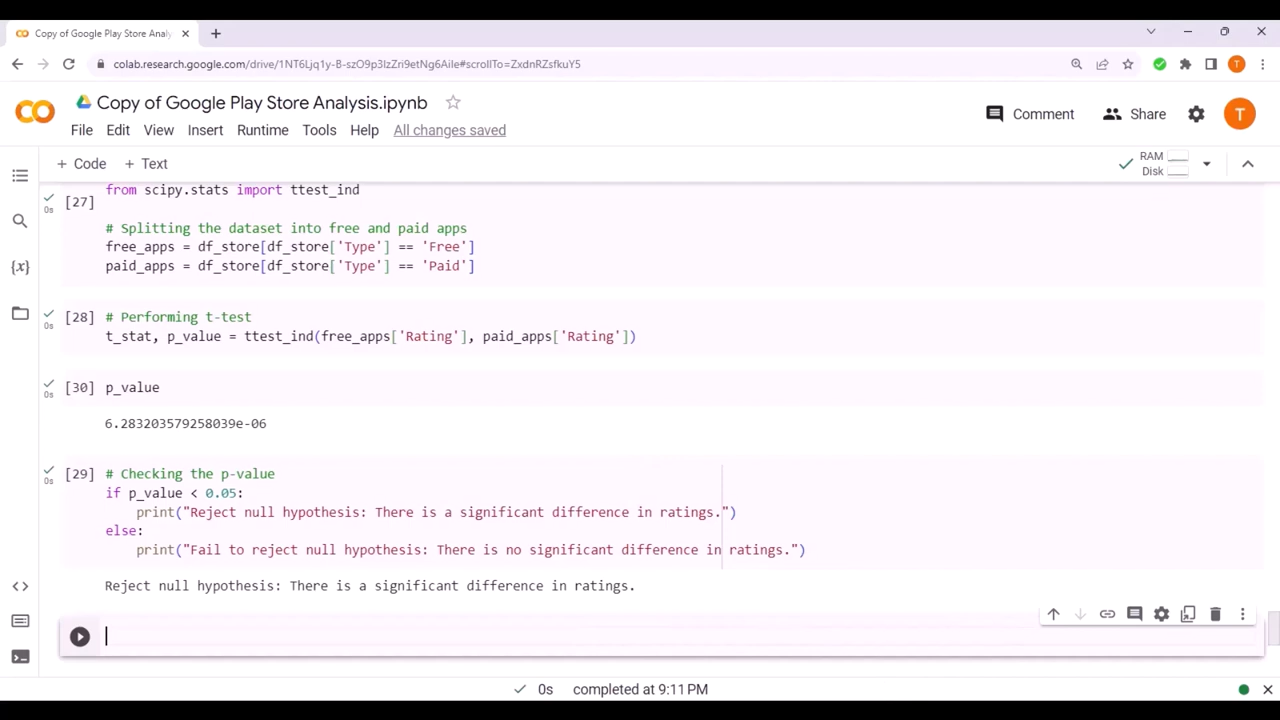 Copy of Google Play Store Analy
colab.research.google.com/drive/1NT6Ljq1y-B-szO9p3lzZri9etNg6AiIe#scrollTo=ZxdnRZsfkuY5
T
CO
Copy of Google Play Store Analysis.ipynb
Comment
Share
T
File Edit View Insert Runtime Tools Help All changes saved
+ Code + Text
RAM
Disk
from scipy.stats import ttest_ind
[27]
0s
# Splitting the dataset into free and paid apps
free_apps = df_store[df_store['Type'] == 'Free']
paid_apps = df_store[df_store['Type'] == 'Paid']
[28] # Performing t-test
0s
t_stat, p_value = ttest_ind(free_apps['Rating'], paid_apps['Rating'])
[30] p_value
0s
6.283203579258039e-06
[29] # Checking the p-value
0s
if p_value < 0.05:
print("Reject null hypothesis: There is a significant difference in ratings.")
else:
print("Fail to reject null hypothesis: There is no significant difference in ratings.")
Reject null hypothesis: There is a significant difference in ratings.
0s completed at 9:11 PM